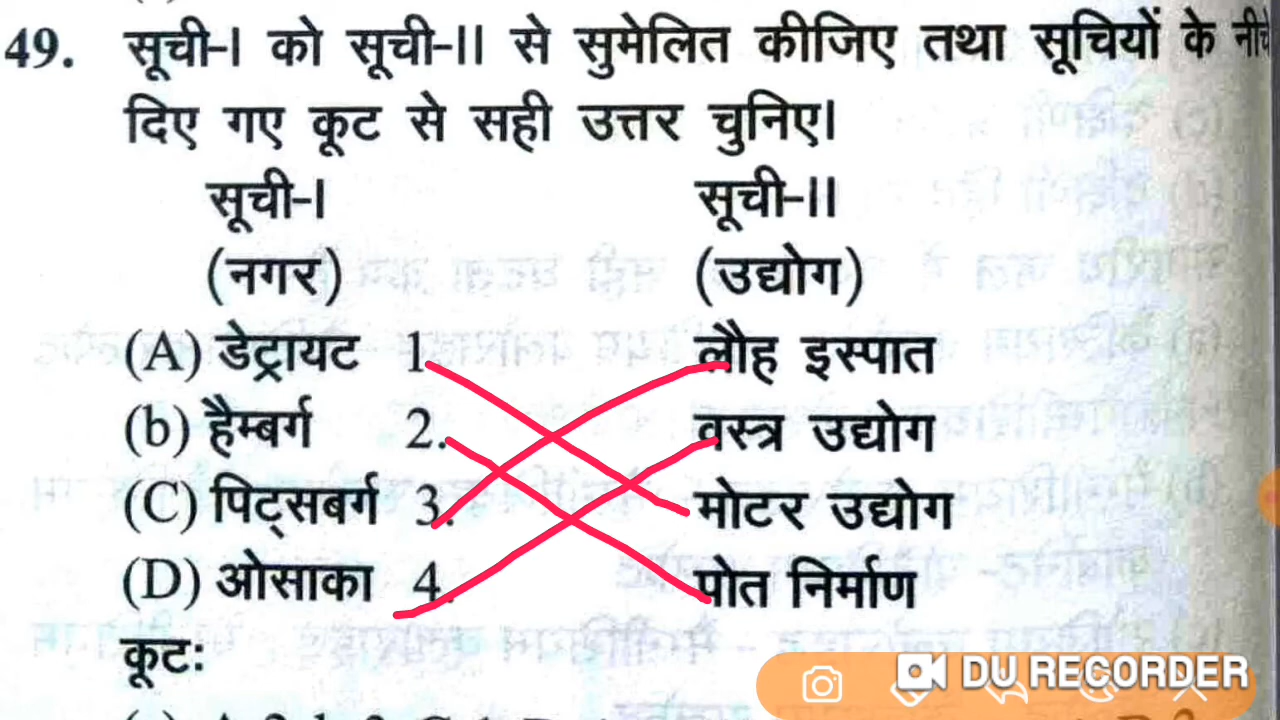 49. सूची-I को सूची-II से सुमेलित कीजिए तथा सूचियों के नीचे
दिए गए कूट से सही उत्तर चुनिए।
सूची-I सूची-II
(नगर) (उद्योग)
(A) डेट्रायट 1. लौह इस्पात
(b) हैम्बर्ग 2. वस्त्र उद्योग
(C) पिट्सबर्ग 3. मोटर उद्योग
(D) ओसाका 4. पोत निर्माण
कूटः
DU RECORDER